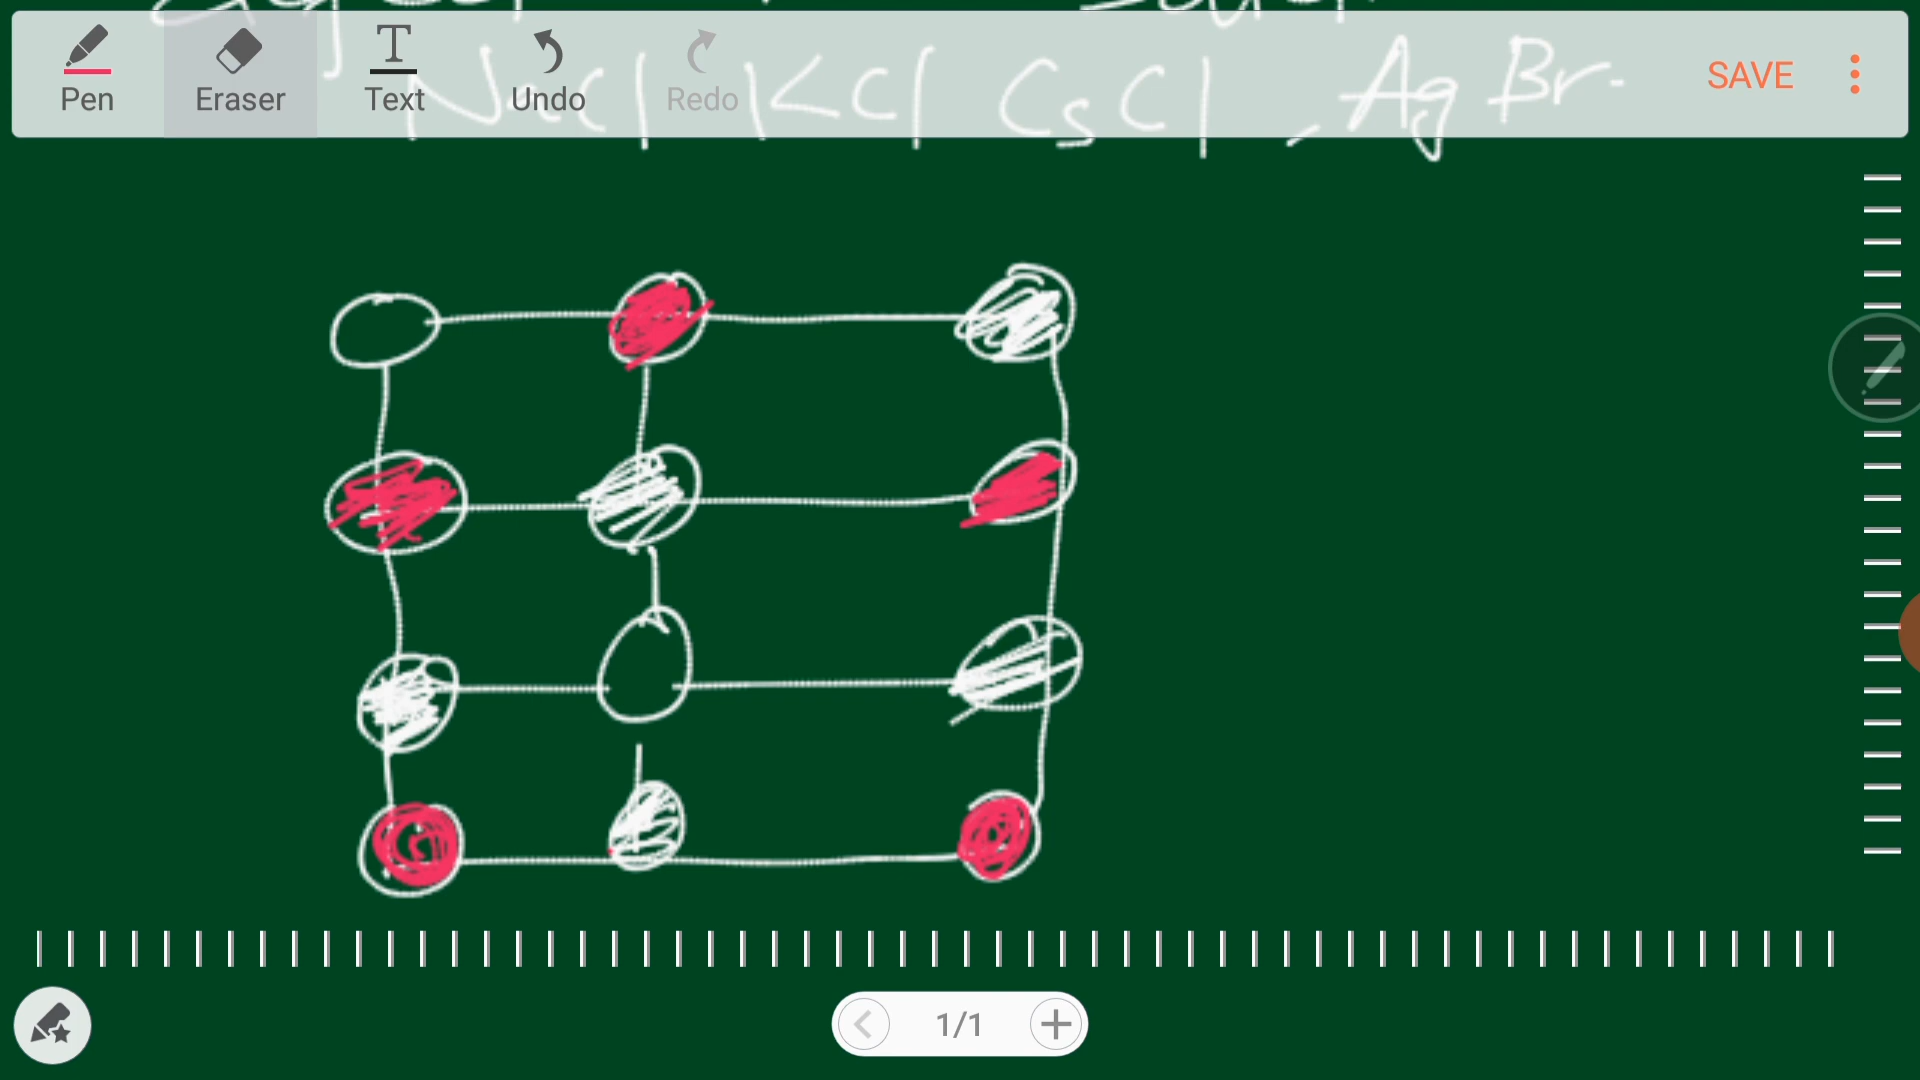 NaCl KCl CsCl, AgBr.
Pen Eraser Text Undo Redo SAVE
1/1